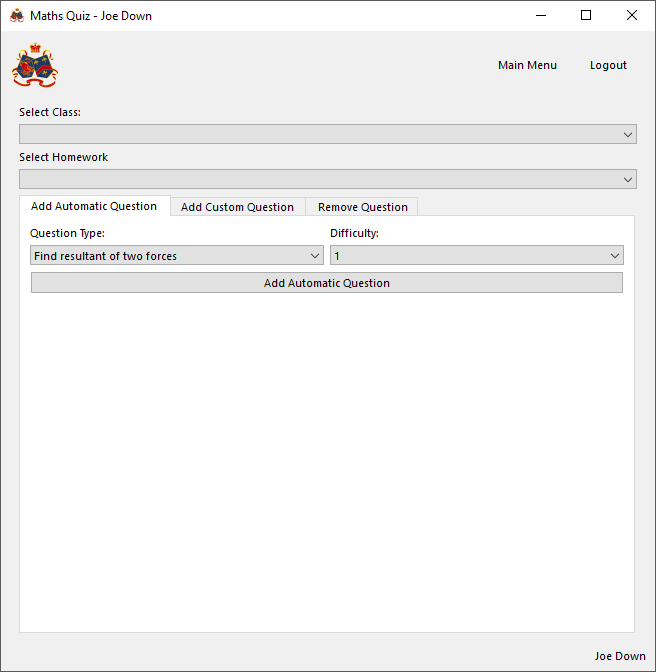 Maths Quiz - Joe Down
Main Menu Logout
Select Class:
Select Homework
Add Automatic Question Add Custom Question Remove Question
Question Type: Difficulty:
Find resultant of two forces 1
Add Automatic Question
Joe Down